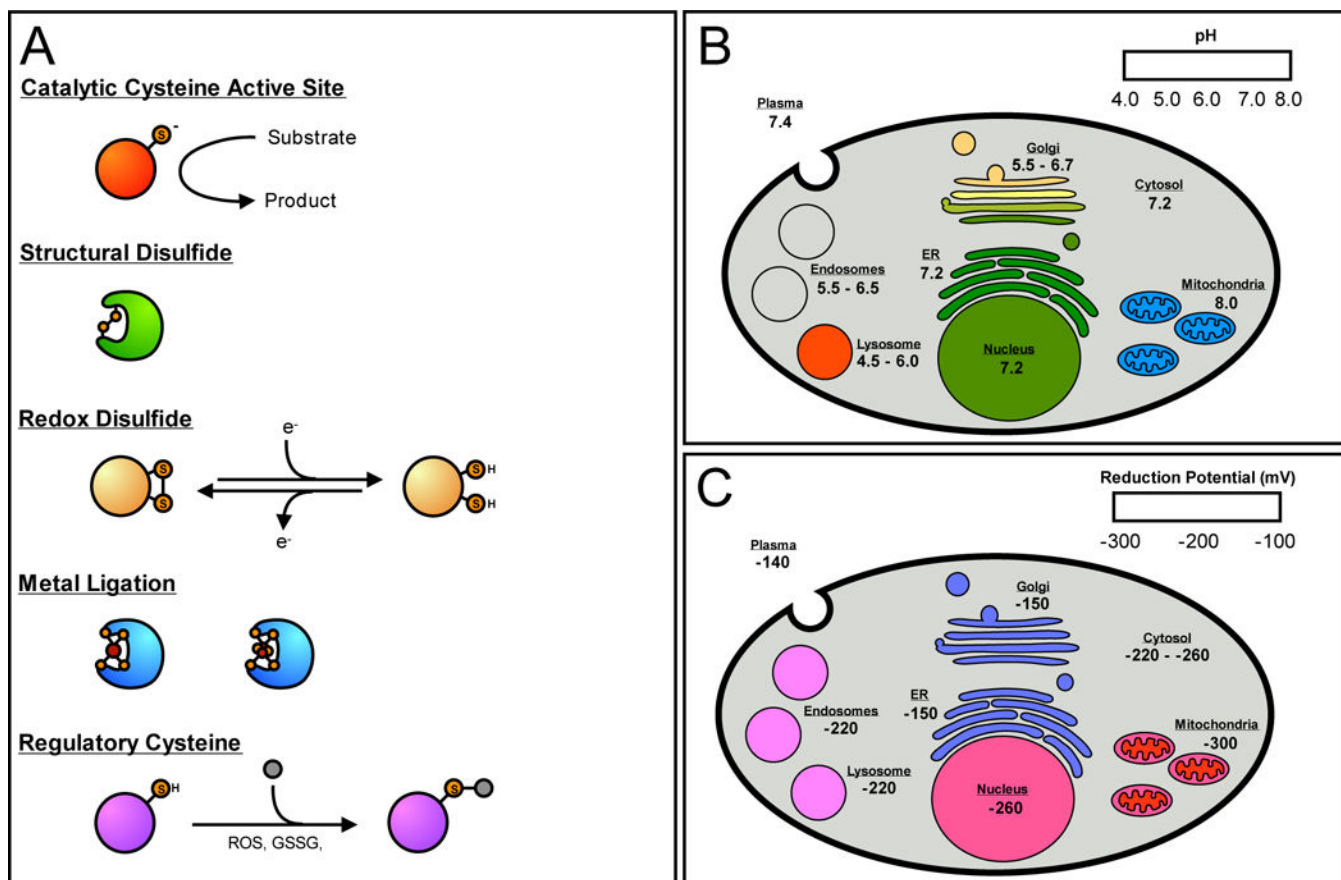 A
Catalytic Cysteine Active Site
S
-
Substrate
Product
Structural Disulfide
Redox Disulfide
e-
S
S
S H
S H
e-
Metal Ligation
Regulatory Cysteine
S H
S
ROS, GSSG,
B
pH
4.0 5.0 6.0 7.0 8.0
Plasma
7.4
Golgi
5.5 - 6.7
Cytosol
7.2
ER
7.2
Endosomes
5.5 - 6.5
Mitochondria
8.0
Lysosome
4.5 - 6.0
Nucleus
7.2
C
Reduction Potential (mV)
-300 -200 -100
Plasma
-140
Golgi
-150
Cytosol
-220 - -260
ER
-150
Endosomes
-220
Mitochondria
-300
Lysosome
-220
Nucleus
-260